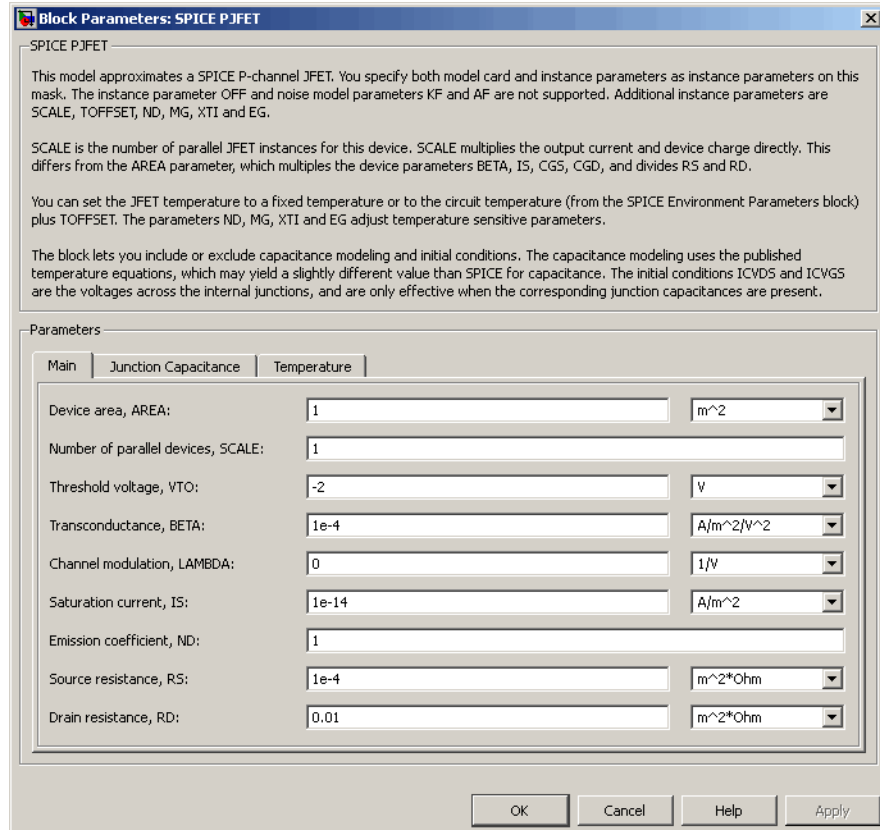 Block Parameters: SPICE PJFET
SPICE PJFET
This model approximates a SPICE P-channel JFET. You specify both model card and instance parameters as instance parameters on this
mask. The instance parameter OFF and noise model parameters KF and AF are not supported. Additional instance parameters are
SCALE, TOFFSET, ND, MG, XTI and EG.
SCALE is the number of parallel JFET instances for this device. SCALE multiplies the output current and device charge directly. This
differs from the AREA parameter, which multiples the device parameters BETA, IS, CGS, CGD, and divides RS and RD.
You can set the JFET temperature to a fixed temperature or to the circuit temperature (from the SPICE Environment Parameters block)
plus TOFFSET. The parameters ND, MG, XTI and EG adjust temperature sensitive parameters.
The block lets you include or exclude capacitance modeling and initial conditions. The capacitance modeling uses the published
temperature equations, which may yield a slightly different value than SPICE for capacitance. The initial conditions ICVDS and ICVGS
are the voltages across the internal junctions, and are only effective when the corresponding junction capacitances are present.
Parameters
Main Junction Capacitance Temperature
Device area, AREA: 1 m^2
Number of parallel devices, SCALE: 1
Threshold voltage, VTO: -2 V
Transconductance, BETA: 1e-4 A/m^2/V^2
Channel modulation, LAMBDA: 0 1/V
Saturation current, IS: 1e-14 A/m^2
Emission coefficient, ND: 1
Source resistance, RS: 1e-4 m^2*Ohm
Drain resistance, RD: 0.01 m^2*Ohm
OK Cancel Help Apply